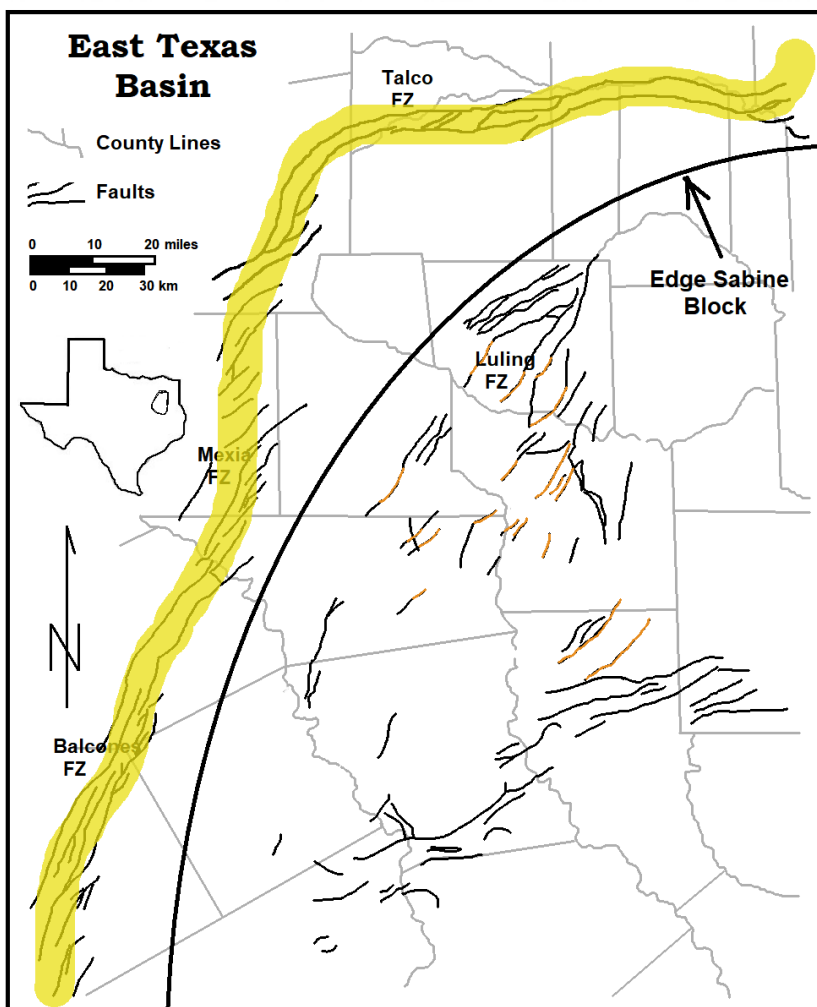 East Texas
Basin
County Lines
Faults
0 10 20 miles
0 10 20 30 km
Talco
FZ
Edge Sabine
Block
Luling
FZ
Mexia
FZ
N
Balcones
FZ